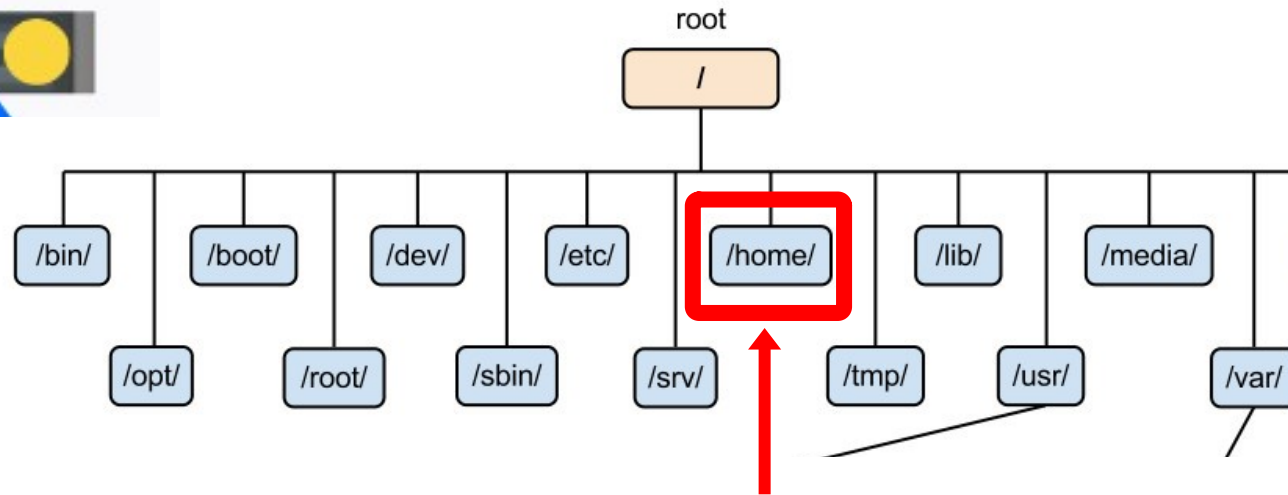 root
/
/bin/
/boot/
/dev/
/etc/
/home/
/lib/
/media/
/opt/
/root/
/sbin/
/srv/
/tmp/
/usr/
/var/